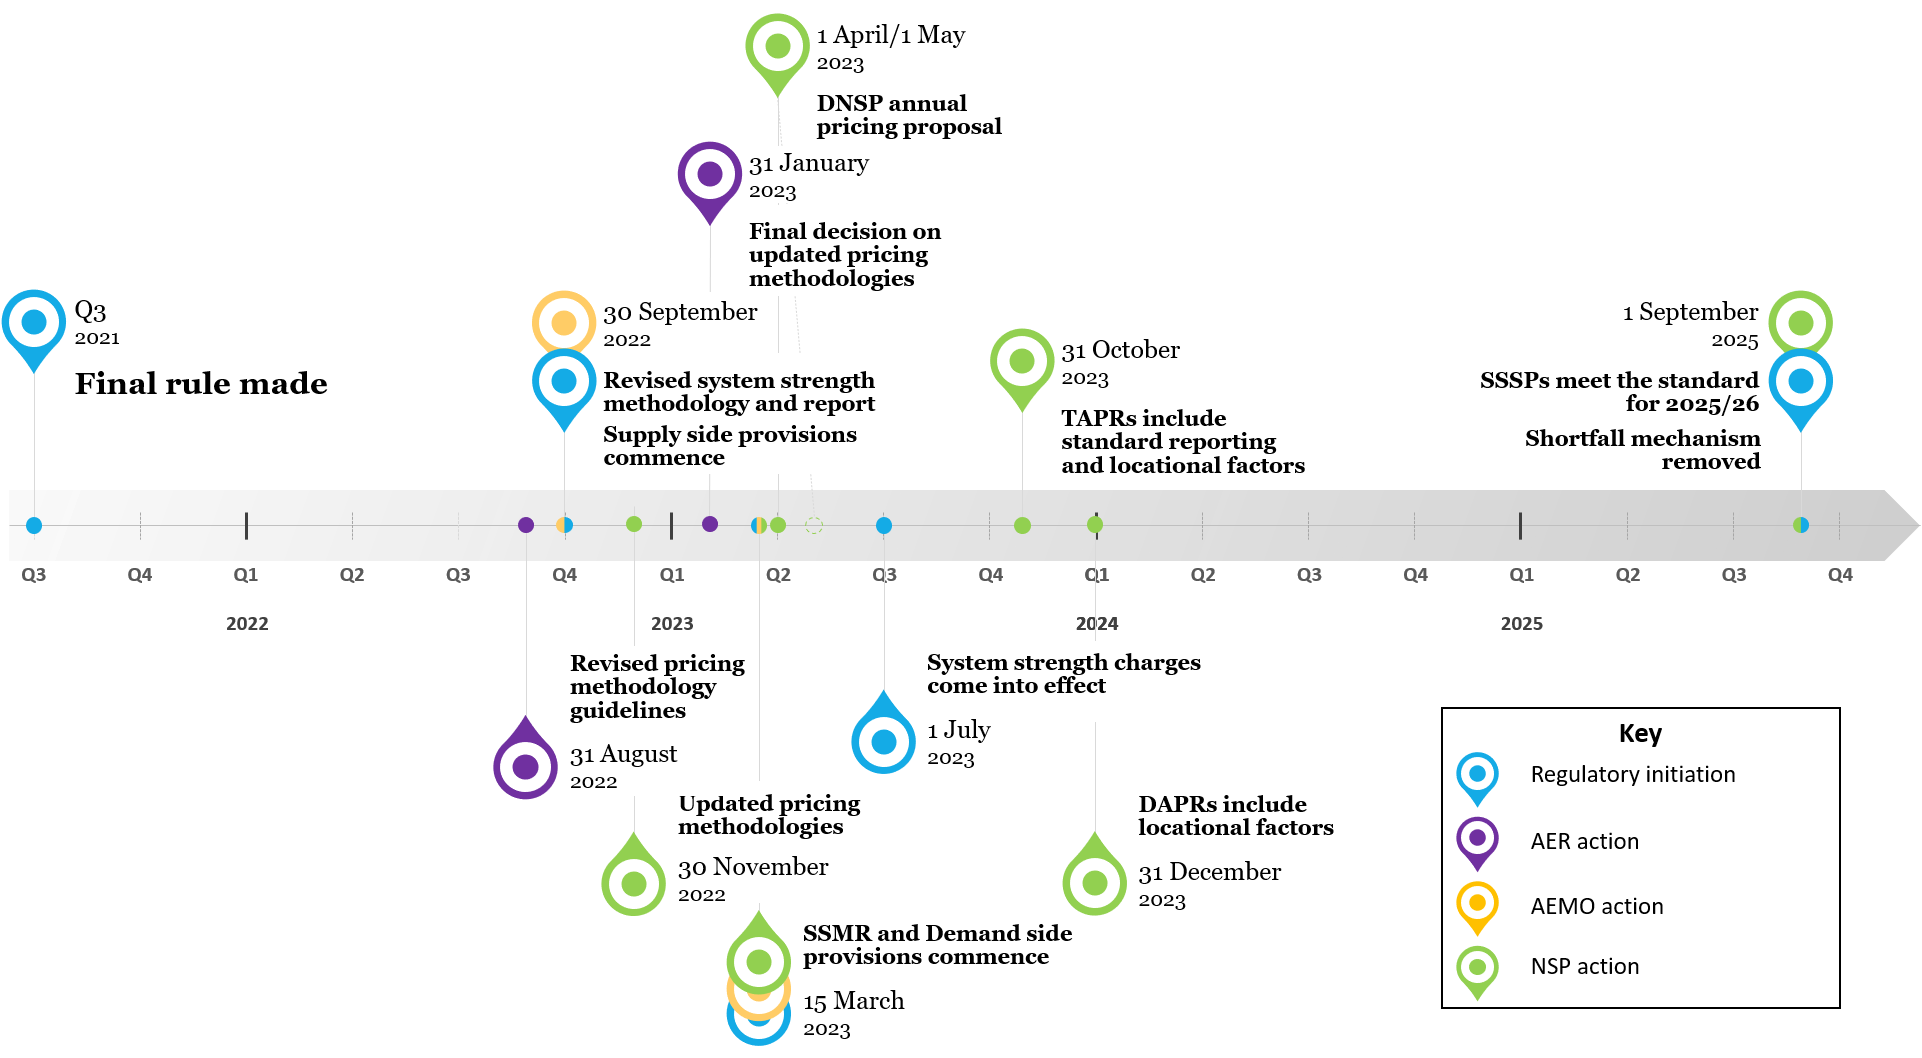 1 April/1 May
2023
DNSP annual
pricing proposal
31 January
2023
Final decision on
updated pricing
methodologies
Q3
2021
Final rule made
30 September
2022
Revised system strength
methodology and report
Supply side provisions
commence
31 October
2023
TAPRs include
standard reporting
and locational factors
1 September
2025
SSSPs meet the standard
for 2025/26
Shortfall mechanism
removed
Q3 Q4 Q1 Q2 Q3 Q4 Q1 Q2 Q3 Q4 Q1 Q2 Q3 Q4 Q1 Q2 Q3 Q4
2022 2023 2024 2025
Revised pricing
methodology
guidelines
31 August
2022
Updated pricing
methodologies
30 November
2022
SSMR and Demand side
provisions commence
15 March
2023
System strength charges
come into effect
1 July
2023
DAPRs include
locational factors
31 December
2023
Key
Regulatory initiation
AER action
AEMO action
NSP action